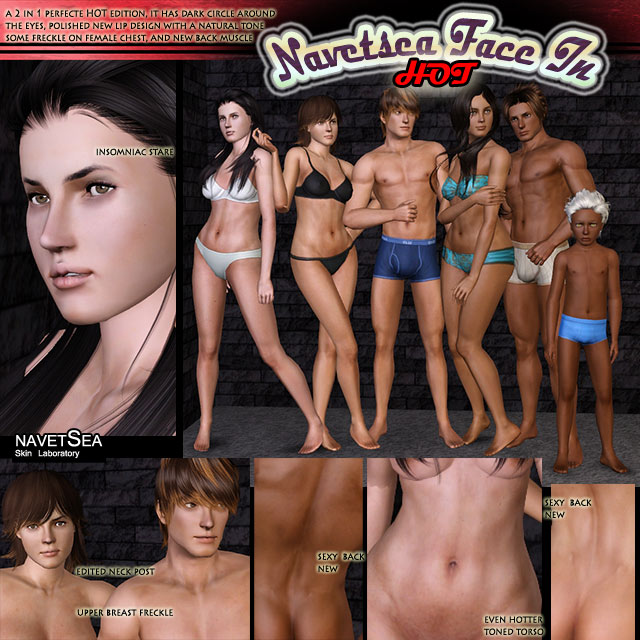 A 2 IN 1 PERFECTE HOT EDITION, IT HAS DARK CIRCLE AROUND
THE EYES, POLISHED NEW LIP DESIGN WITH A NATURAL TONE
SOME FRECKLE ON FEMALE CHEST, AND NEW BACK MUSCLE
Navetsea Face In
HOT
INSOMNIAC STARE
NAVETSEA
Skin Laboratory
EDITED NECK POST
UPPER BREAST FRECKLE
SEXY BACK
NEW
EVEN HOTTER
TONED TORSO
SEXY BACK
NEW